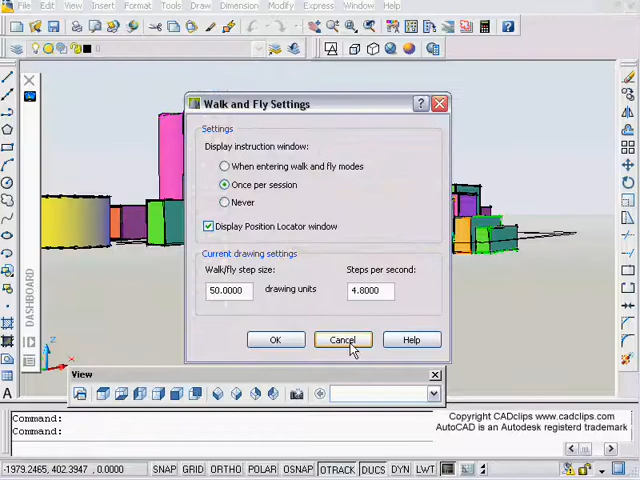 File Edit View Insert Format Tools Draw Dimension Modify Express Window Help
0
Walk and Fly Settings
Settings
Display instruction window:
When entering walk and fly modes
Once per session
Never
Display Position Locator window
Current drawing settings
Walk/fly step size:
Steps per second:
50.0000 drawing units 4.8000
OK Cancel Help
DASHBOARD
Z
X
View
Command:
Command:
Copyright CADclips www.cadclips.com
AutoCAD is an Autodesk registerd trademark
-1979.2465, 402.3947, 0.0000 SNAP GRID ORTHO POLAR OSNAP OTRACK DUCS DYN LWT